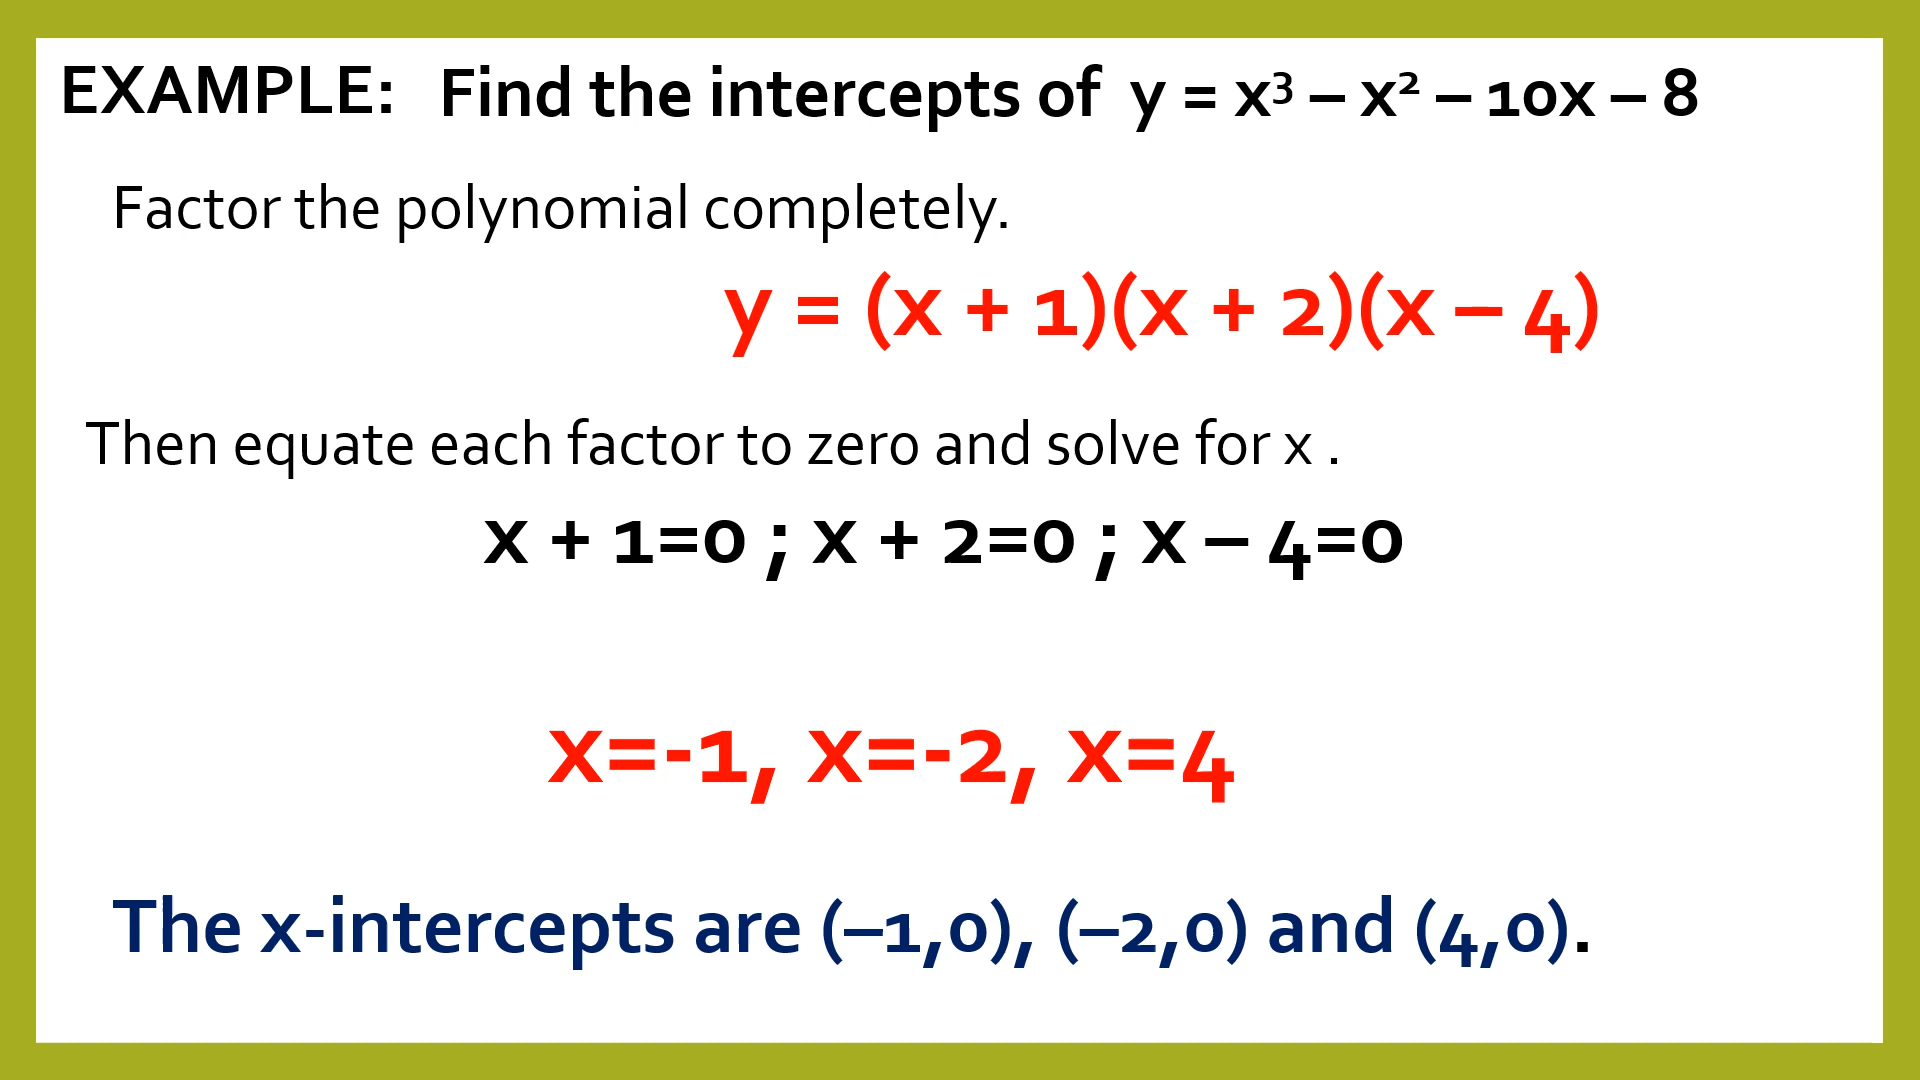 EXAMPLE: Find the intercepts of y = x³ – x² – 10x – 8
Factor the polynomial completely.
y = (x + 1)(x + 2)(x – 4)
Then equate each factor to zero and solve for x .
x + 1=0 ; x + 2=0 ; x – 4=0
x=-1, x=-2, x=4
The x-intercepts are (–1,0), (–2,0) and (4,0).